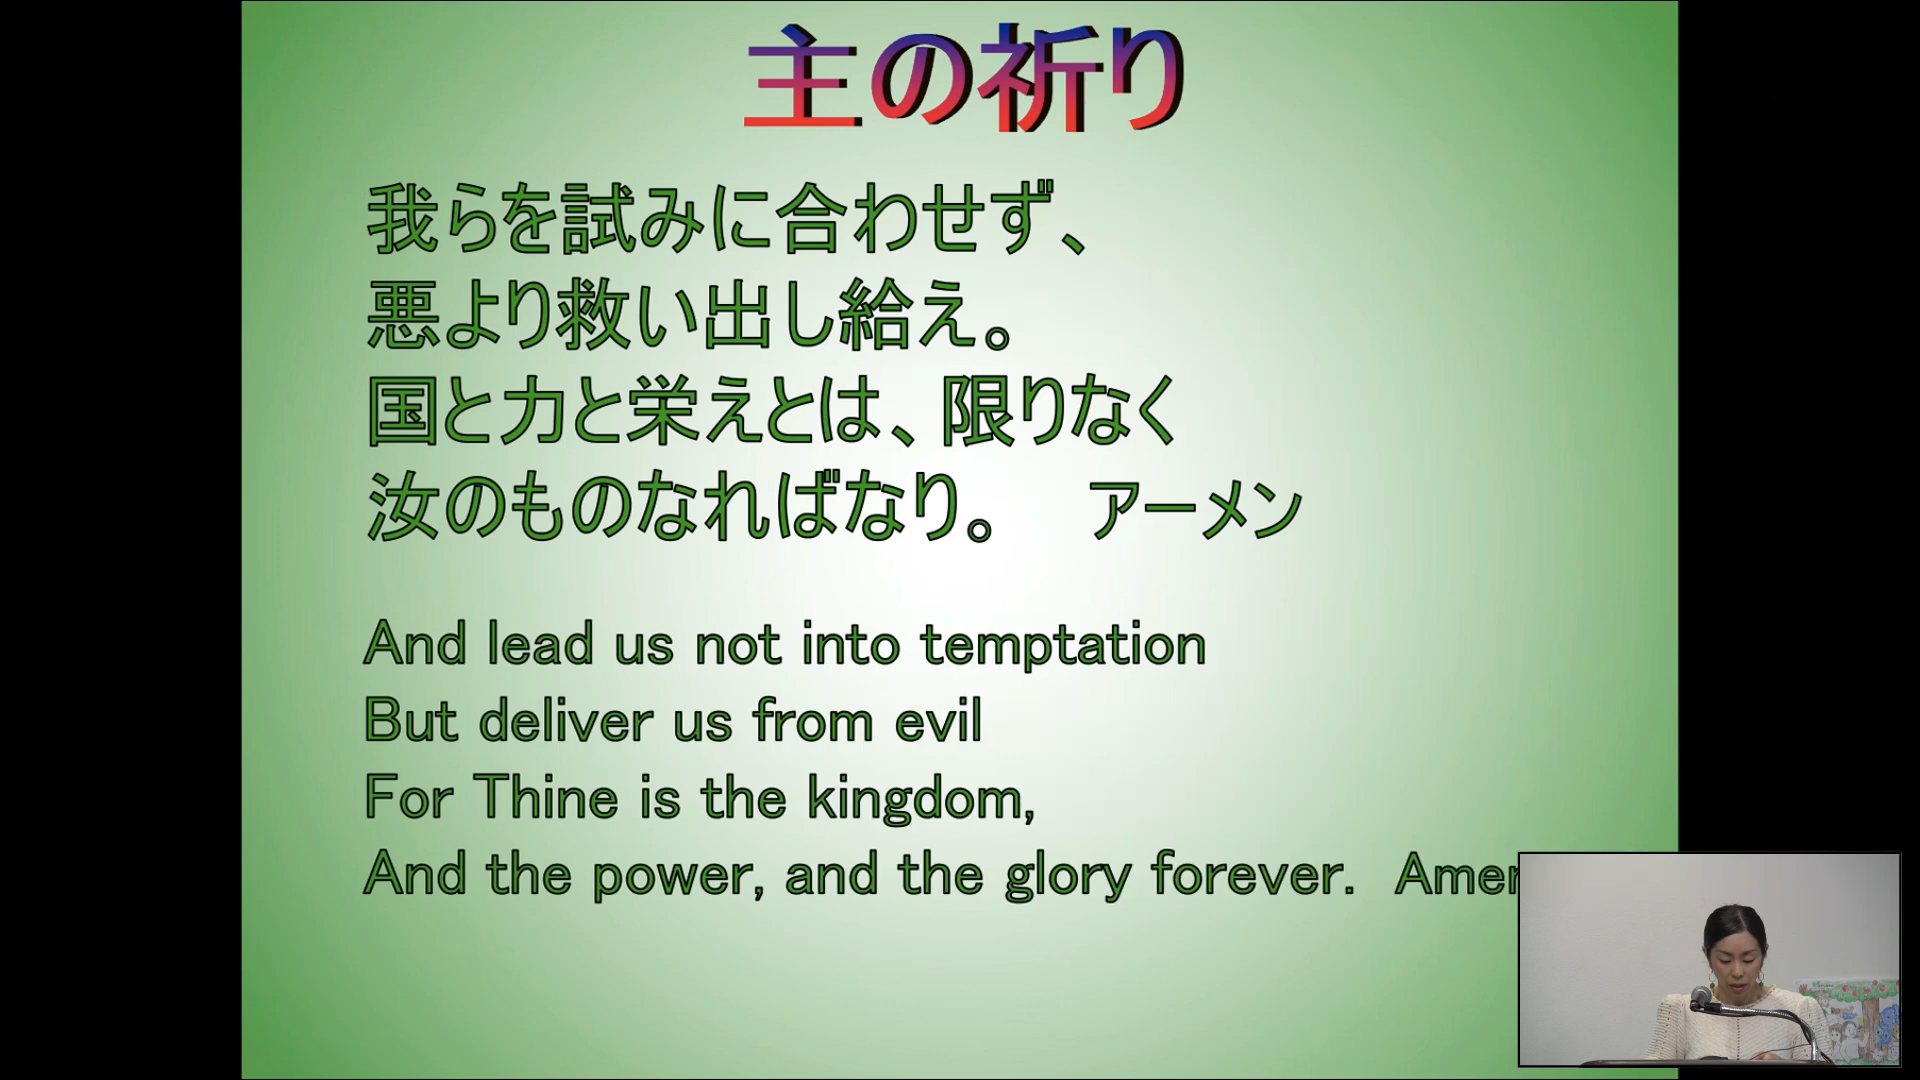 主の祈り
我らを試みに合わせず、
悪より救い出し給え。
国と力と栄えとは、限りなく
汝のものなればなり。　アーメン
And lead us not into temptation
But deliver us from evil
For Thine is the kingdom,
And the power, and the glory forever. Amen